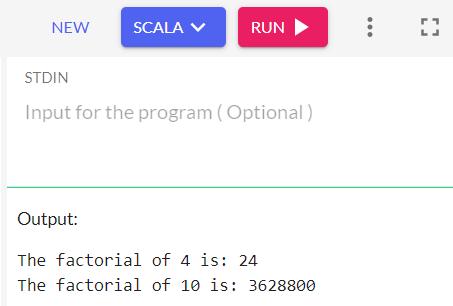 NEW SCALA RUN
STDIN
Input for the program ( Optional )
Output:
The factorial of 4 is: 24
The factorial of 10 is: 3628800